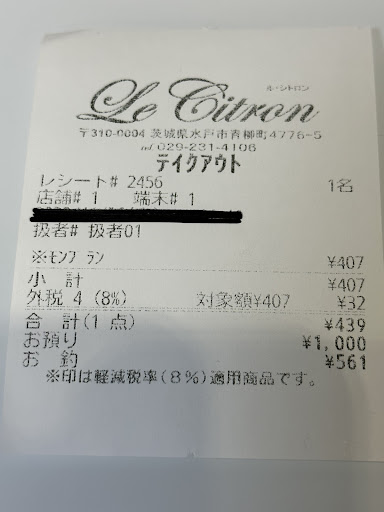 Le Citron
ル・シトロン
〒310-0004 茨城県水戸市青柳町4776-5
tel 029-231-4106
テイクアウト
レシート# 2456 1名
店舗# 1 端末# 1
扱者# 扱者01
※モンブラン ¥407
小 計 ¥407
外税 4 (8%) 対象額¥407 ¥32
合 計(1 点) ¥439
お預り ¥1,000
お 釣 ¥561
※印は軽減税率(8%)適用商品です。